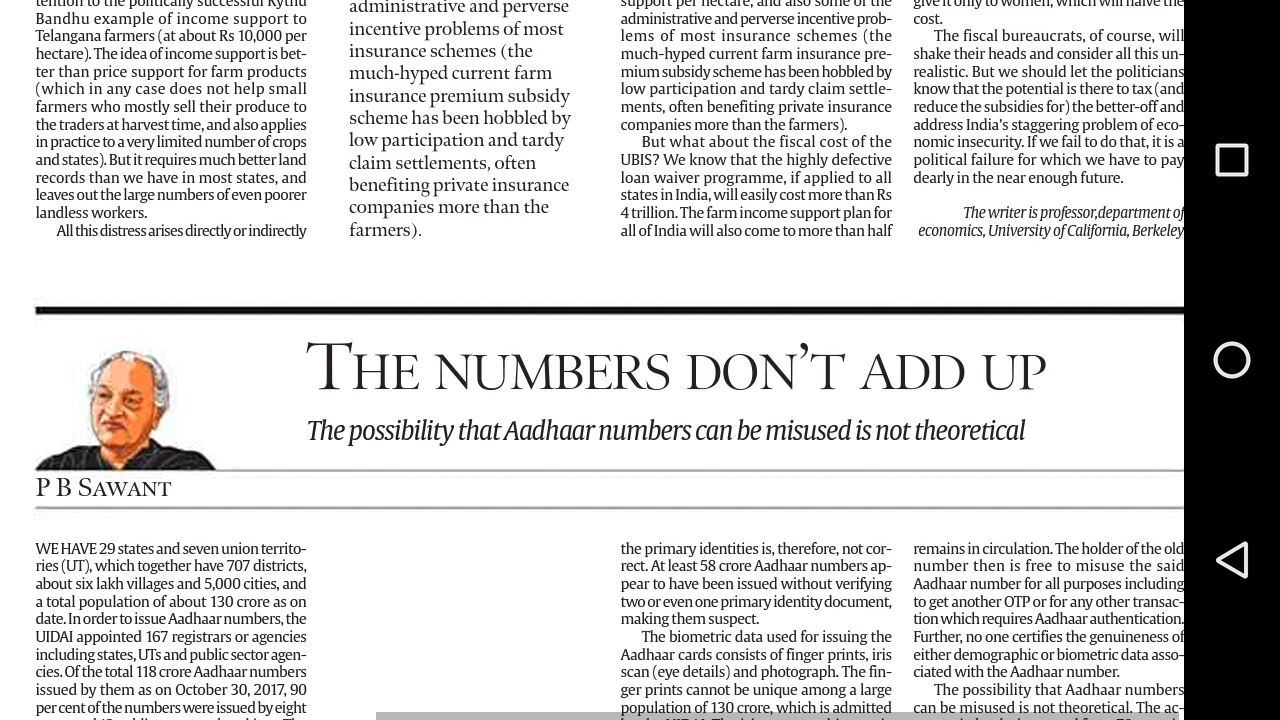 tention to the politically successful Rythu
Bandhu example of income support to
Telangana farmers (at about Rs 10,000 per
hectare). The idea of income support is bet-
ter than price support for farm products
(which in any case does not help small
farmers who mostly sell their produce to
the traders at harvest time, and also applies
in practice to a very limited number of crops
and states). But it requires much better land
records than we have in most states, and
leaves out the large numbers of even poorer
landless workers.
All this distress arises directly or indirectly
administrative and perverse
incentive problems of most
insurance schemes (the
much-hyped current farm
insurance premium subsidy
scheme has been hobbled by
low participation and tardy
claim settlements, often
benefiting private insurance
companies more than the
farmers).
support per hectare, and also some of the
administrative and perverse incentive prob-
lems of most insurance schemes (the
much-hyped current farm insurance pre-
mium subsidy scheme has been hobbled by
low participation and tardy claim settle-
ments, often benefiting private insurance
companies more than the farmers).
But what about the fiscal cost of the
UBIS? We know that the highly defective
loan waiver programme, if applied to all
states in India, will easily cost more than Rs
4 trillion. The farm income support plan for
all of India will also come to more than half
give it only to women, which will halve the
cost.
The fiscal bureaucrats, of course, will
shake their heads and consider all this un-
realistic. But we should let the politicians
know that the potential is there to tax (and
reduce the subsidies for) the better-off and
address India's staggering problem of eco-
nomic insecurity. If we fail to do that, it is a
political failure for which we have to pay
dearly in the near enough future.
The writer is professor,department of
economics, University of California, Berkeley
THE NUMBERS DON'T ADD UP
The possibility that Aadhaar numbers can be misused is not theoretical
P B SAWANT
WE HAVE 29 states and seven union territo-
ries (UT), which together have 707 districts,
about six lakh villages and 5,000 cities, and
a total population of about 130 crore as on
date. In order to issue Aadhaar numbers, the
UIDAI appointed 167 registrars or agencies
including states, UTs and public sector agen-
cies. Of the total 118 crore Aadhaar numbers
issued by them as on October 30, 2017, 90
per cent of the numbers were issued by eight
the primary identities is, therefore, not cor-
rect. At least 58 crore Aadhaar numbers ap-
pear to have been issued without verifying
two or even one primary identity document,
making them suspect.
The biometric data used for issuing the
Aadhaar cards consists of finger prints, iris
scan (eye details) and photograph. The fin-
ger prints cannot be unique among a large
population of 130 crore, which is admitted
remains in circulation. The holder of the old
number then is free to misuse the said
Aadhaar number for all purposes including
to get another OTP or for any other transac-
tion which requires Aadhaar authentication.
Further, no one certifies the genuineness of
either demographic or biometric data asso-
ciated with the Aadhaar number.
The possibility that Aadhaar numbers
can be misused is not theoretical. The ac-